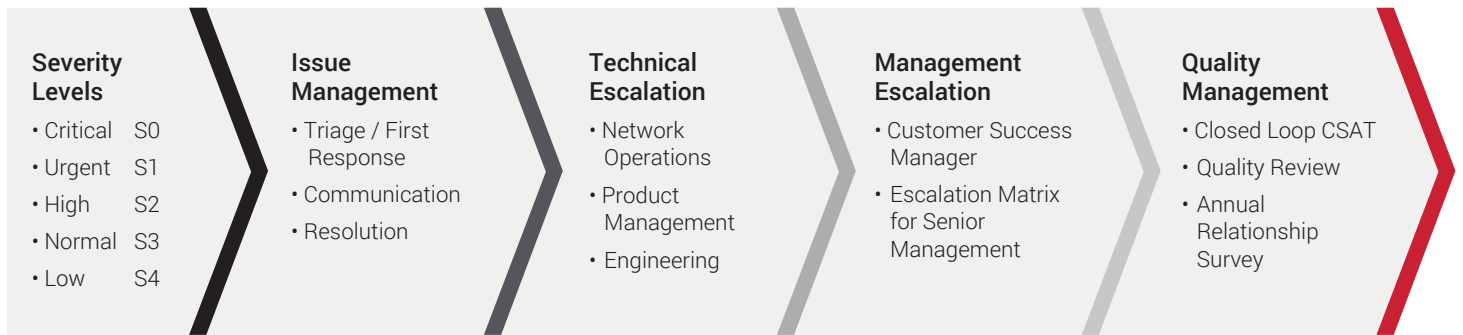 Severity
Levels
• Critical S0
• Urgent S1
• High S2
• Normal S3
• Low S4
Issue
Management
• Triage / First
Response
• Communication
• Resolution
Technical
Escalation
• Network
Operations
• Product
Management
• Engineering
Management
Escalation
• Customer Success
Manager
• Escalation Matrix
for Senior
Management
Quality
Management
• Closed Loop CSAT
• Quality Review
• Annual
Relationship
Survey